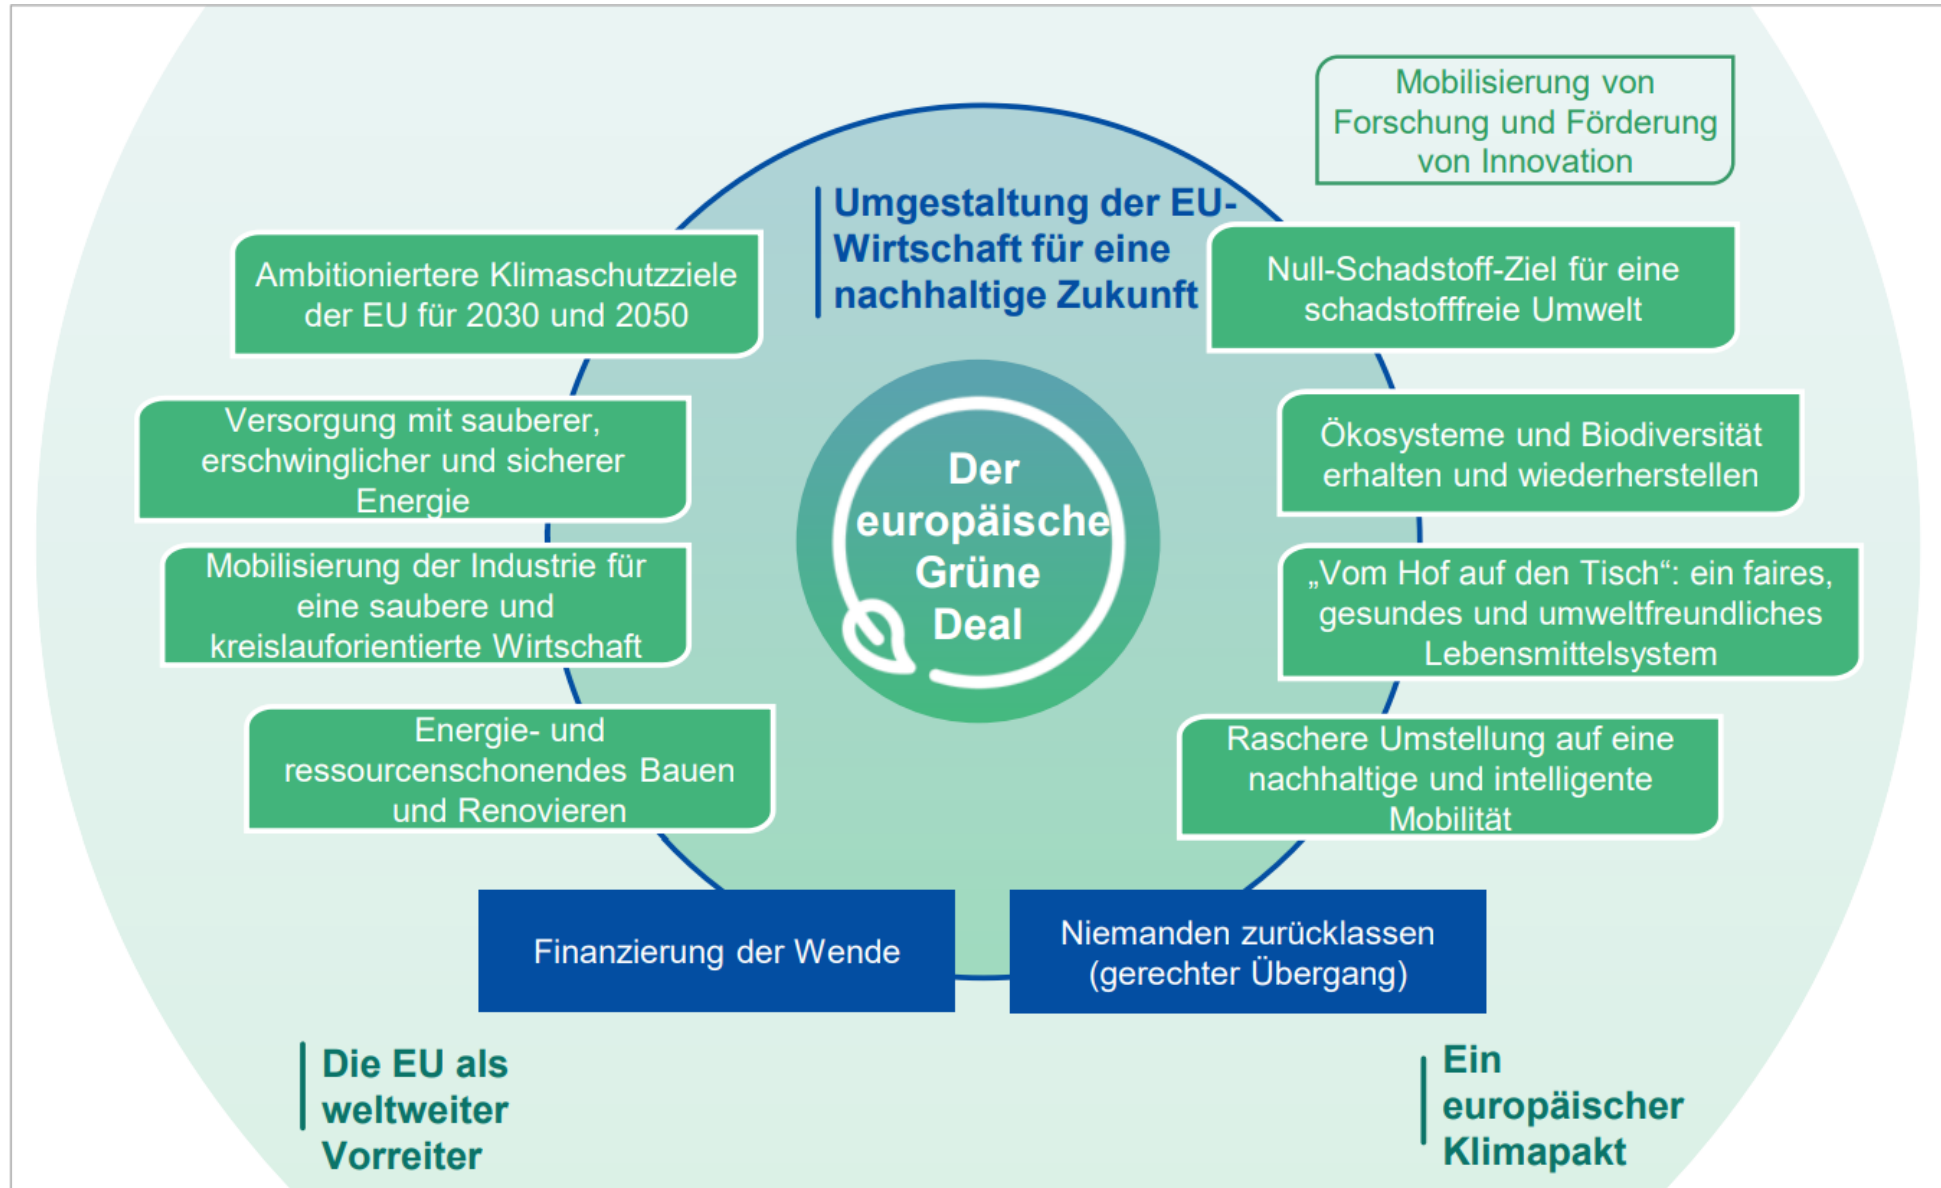 Mobilisierung von
Forschung und Förderung
von Innovation
Umgestaltung der EU-
Wirtschaft für eine
nachhaltige Zukunft
Ambitioniertere Klimaschutzziele
der EU für 2030 und 2050
Null-Schadstoff-Ziel für eine
schadstofffreie Umwelt
Versorgung mit sauberer,
erschwinglicher und sicherer
Energie
Ökosysteme und Biodiversität
erhalten und wiederherstellen
Der
europäische
Grüne
Deal
Mobilisierung der Industrie für
eine saubere und
kreislauforientierte Wirtschaft
„Vom Hof auf den Tisch“: ein faires,
gesundes und umweltfreundliches
Lebensmittelsystem
Energie- und
ressourcenschonendes Bauen
und Renovieren
Raschere Umstellung auf eine
nachhaltige und intelligente
Mobilität
Finanzierung der Wende
Niemanden zurücklassen
(gerechter Übergang)
Die EU als
weltweiter
Vorreiter
Ein
europäischer
Klimapakt